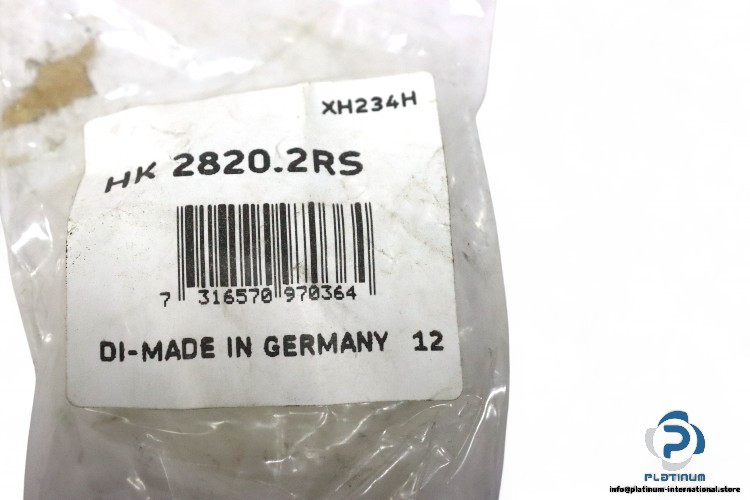 XH234H
HK 2820.2RS
7 316570 970364
DI-MADE IN GERMANY 12
PLATINUM
info@platinum-international.store